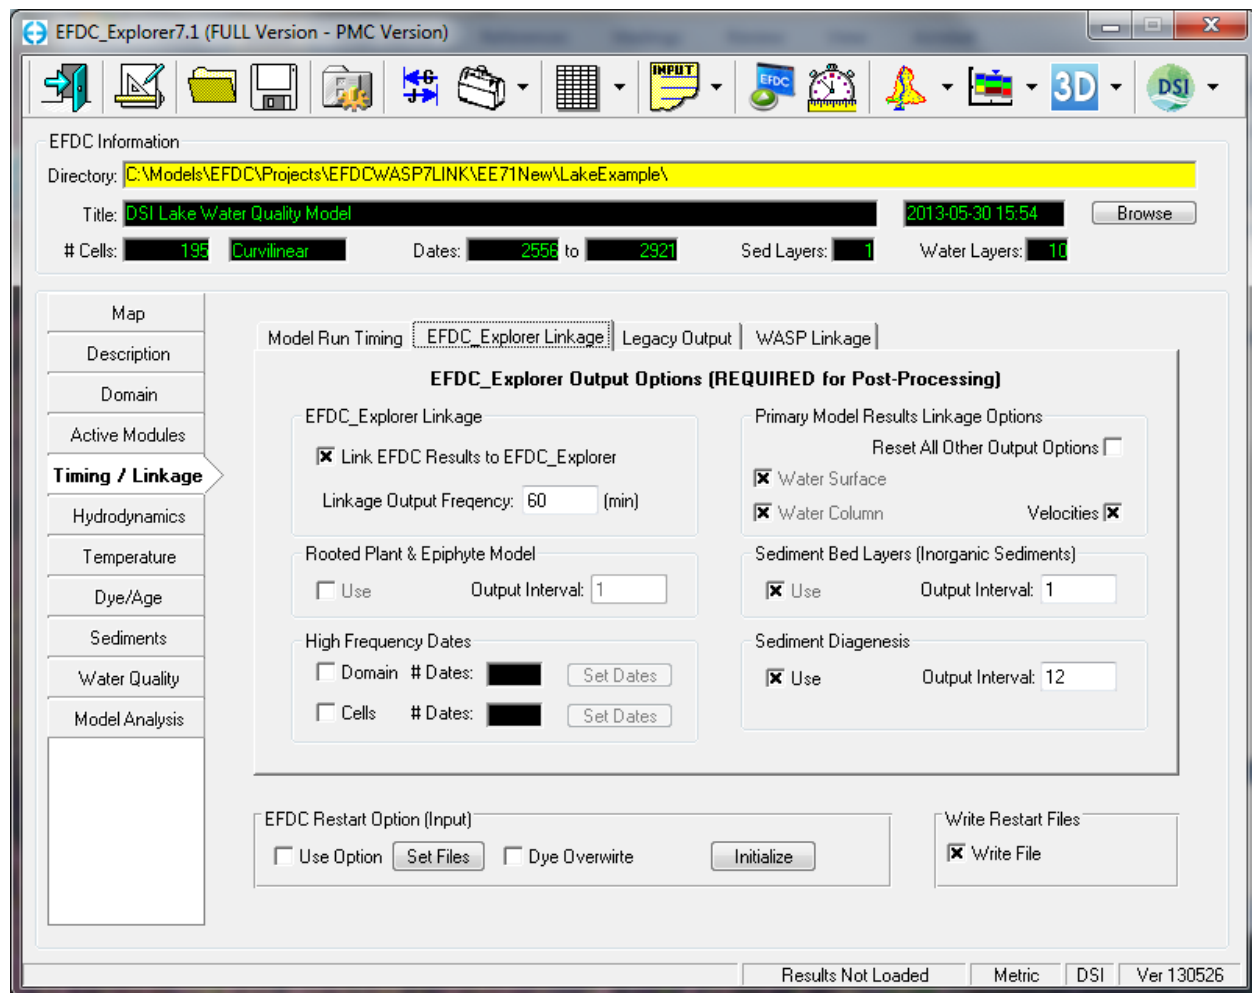 EFDC_Explorer7.1 (FULL Version - PMC Version)
INPUT
EFDC
3D
DSI
EFDC Information
Directory: C:\Models\EFDC\Projects\EFDCWASP7LINK\EE71New\LakeExample\
Title: DSI Lake Water Quality Model 2013-05-30 15:54 Browse
# Cells: 195 Curvilinear Dates: 2556 to 2921 Sed Layers: 1 Water Layers: 10
Map
Description
Domain
Active Modules
Timing / Linkage
Hydrodynamics
Temperature
Dye/Age
Sediments
Water Quality
Model Analysis
Model Run Timing EFDC_Explorer Linkage Legacy Output WASP Linkage
EFDC_Explorer Output Options (REQUIRED for Post-Processing)
EFDC_Explorer Linkage
Link EFDC Results to EFDC_Explorer
Linkage Output Freqency: 60 (min)
Primary Model Results Linkage Options
Reset All Other Output Options
Water Surface
Water Column Velocities
Rooted Plant & Epiphyte Model
Use Output Interval: 1
Sediment Bed Layers (Inorganic Sediments)
Use Output Interval: 1
High Frequency Dates
Domain # Dates: Set Dates
Cells # Dates: Set Dates
Sediment Diagenesis
Use Output Interval: 12
EFDC Restart Option (Input)
Use Option Set Files Dye Overwirte Initialize
Write Restart Files
Write File
Results Not Loaded Metric DSI Ver 130526